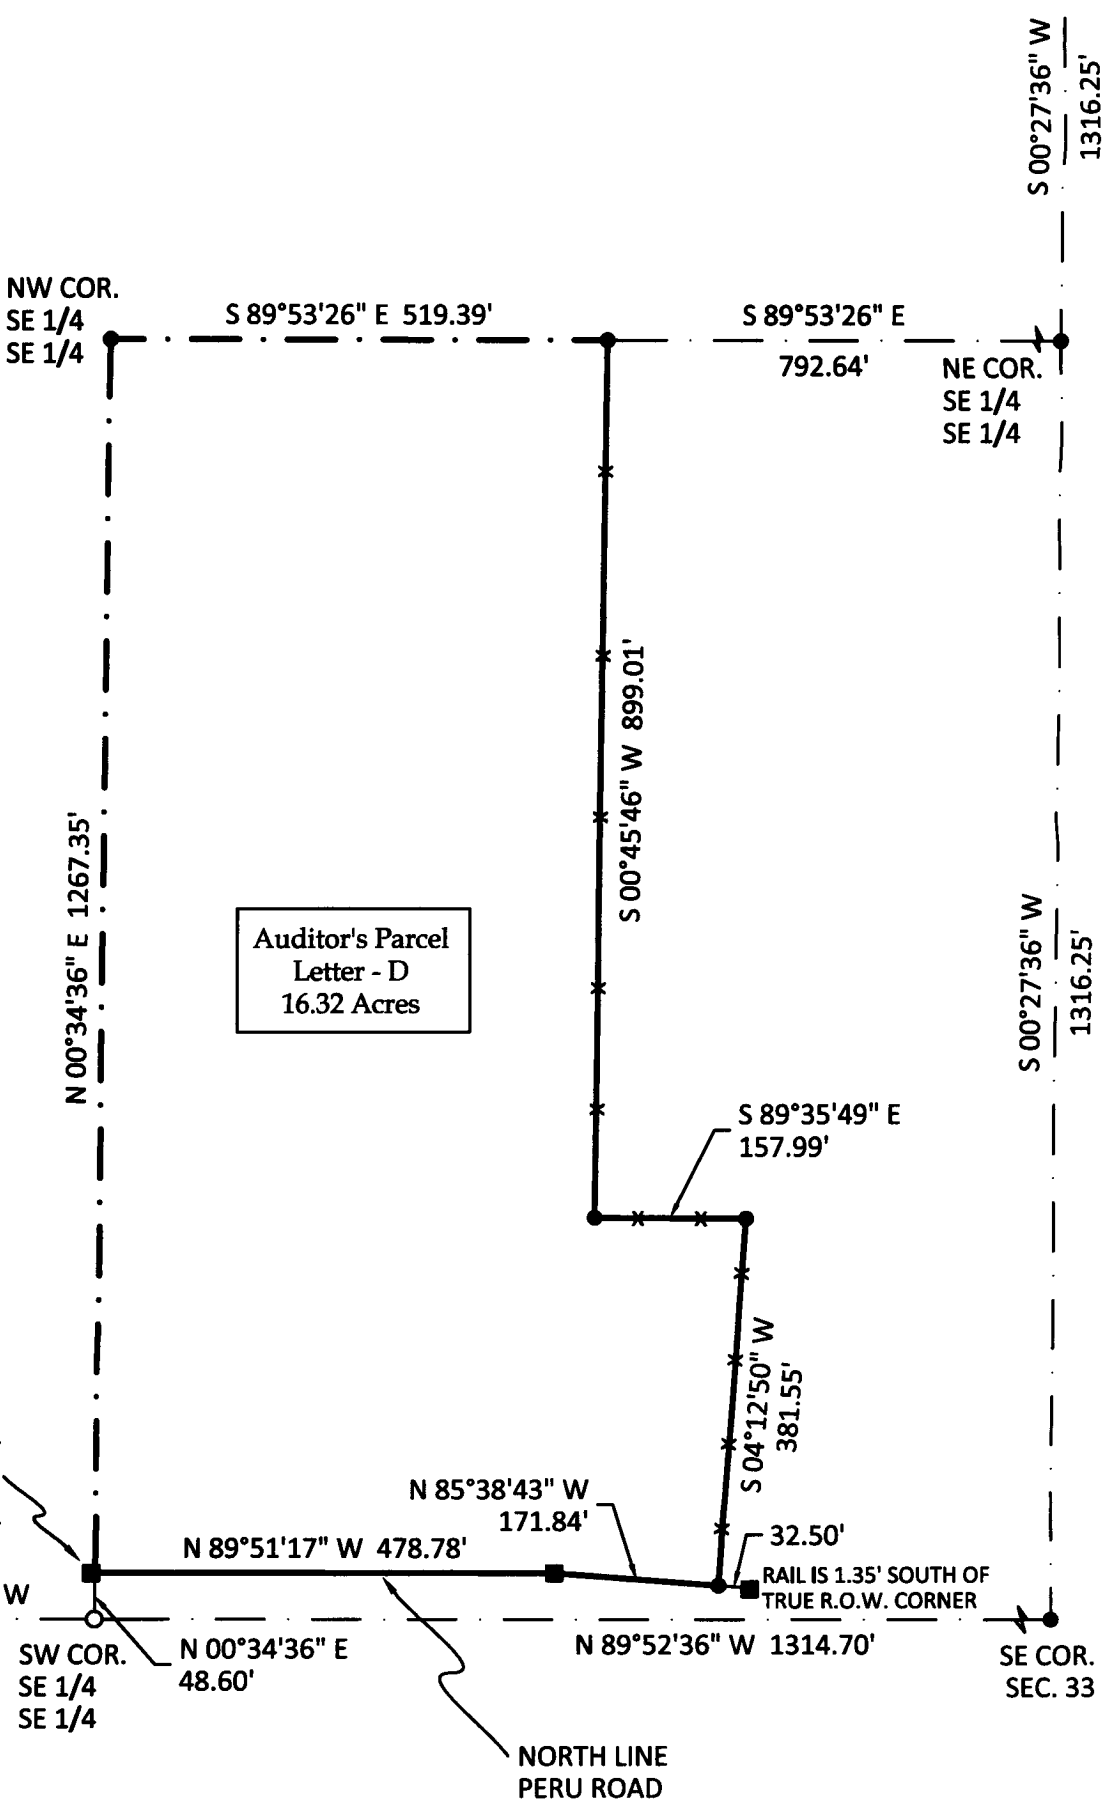 S 00°27'36" W
1316.25'
NW COR.
SE 1/4
SE 1/4
S 89°53'26" E 519.39'
S 89°53'26" E
792.64'
NE COR.
SE 1/4
SE 1/4
S 00°45'46" W 899.01'
N 00°34'36" E 1267.35'
Auditor's Parcel
Letter - D
16.32 Acres
S 00°27'36" W
1316.25'
S 89°35'49" E
157.99'
S 04°12'50" W
381.55'
N 85°38'43" W
171.84'
N 89°51'17" W 478.78'
32.50'
RAIL IS 1.35' SOUTH OF
TRUE R.O.W. CORNER
W
SW COR.
SE 1/4
SE 1/4
N 00°34'36" E
48.60'
N 89°52'36" W 1314.70'
SE COR.
SEC. 33
NORTH LINE
PERU ROAD